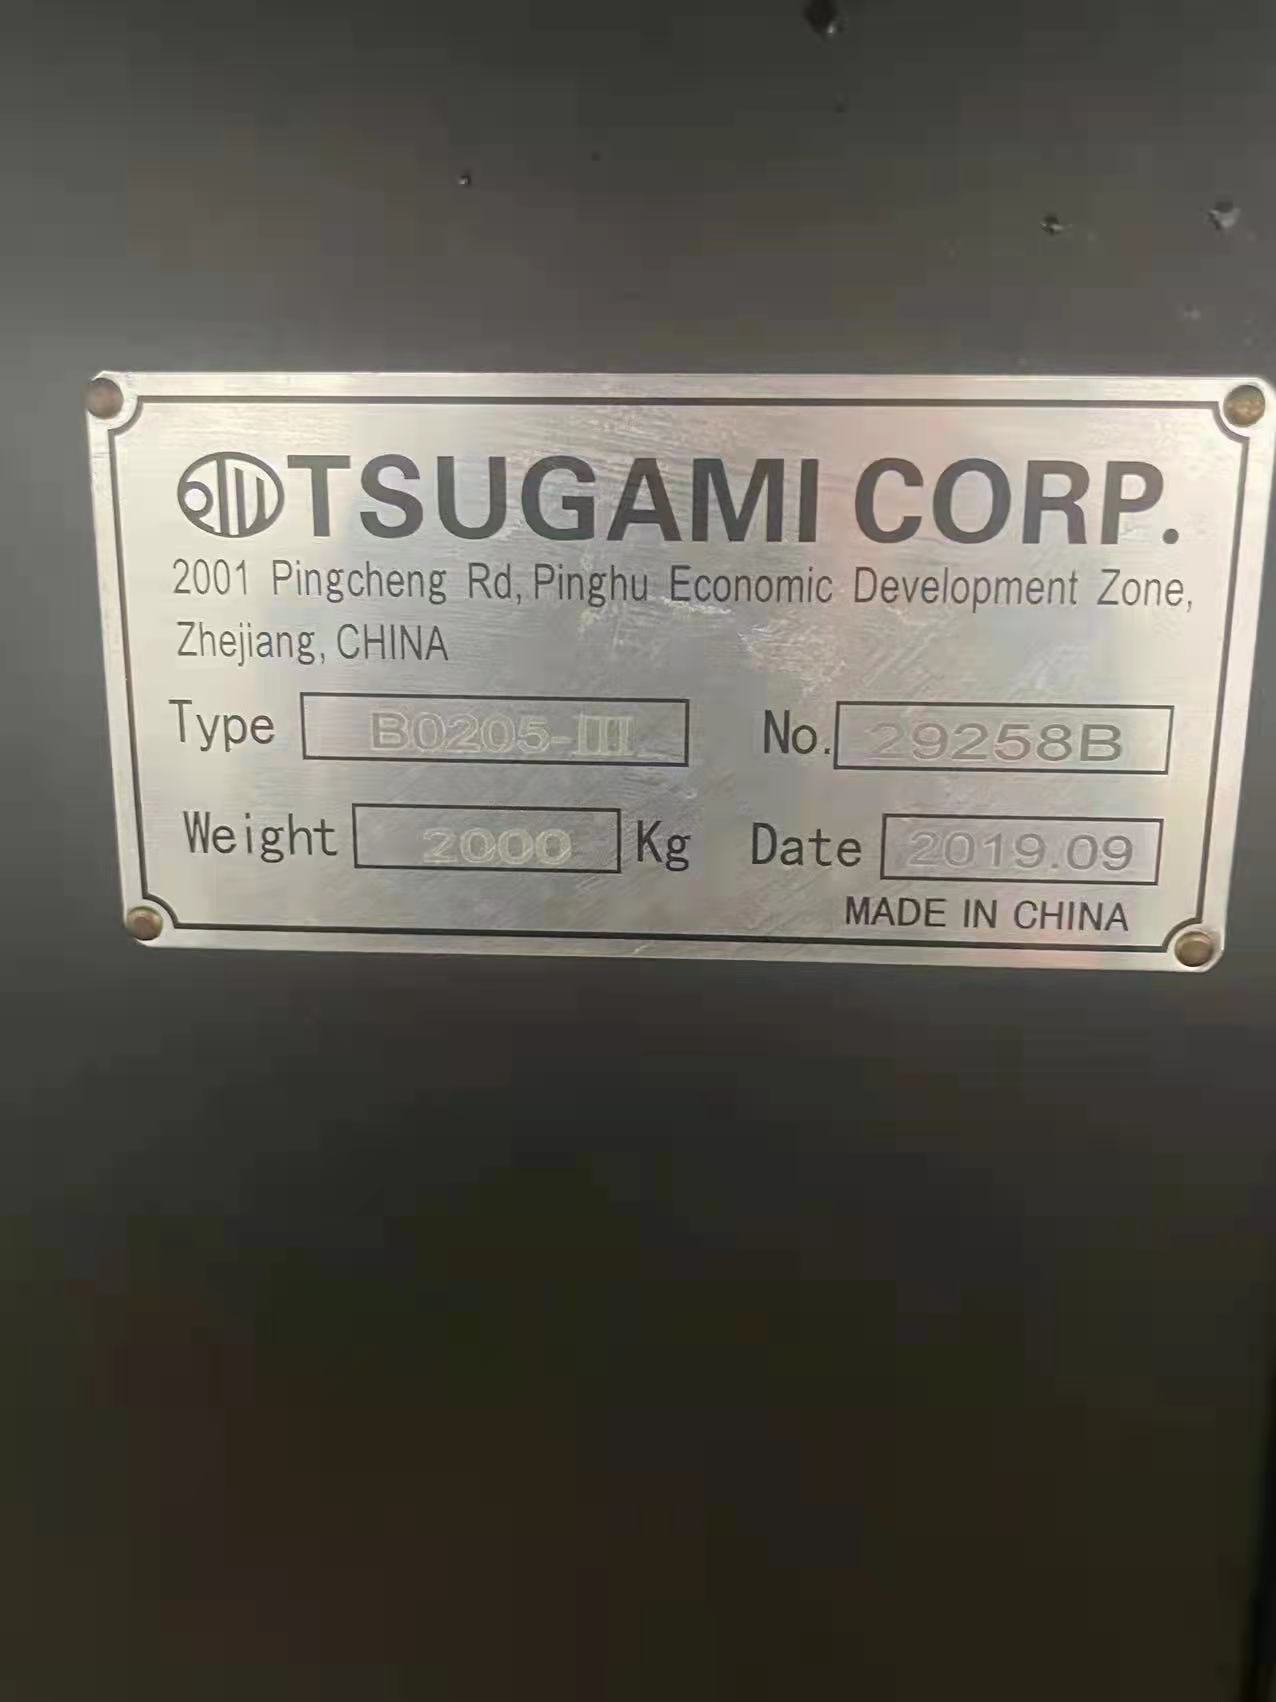 TSUGAMI CORP.
2001 Pingcheng Rd, Pinghu Economic Development Zone,
Zhejiang, CHINA
Type B0205-III No. 29258B
Weight 2000 Kg Date 2019.09
MADE IN CHINA